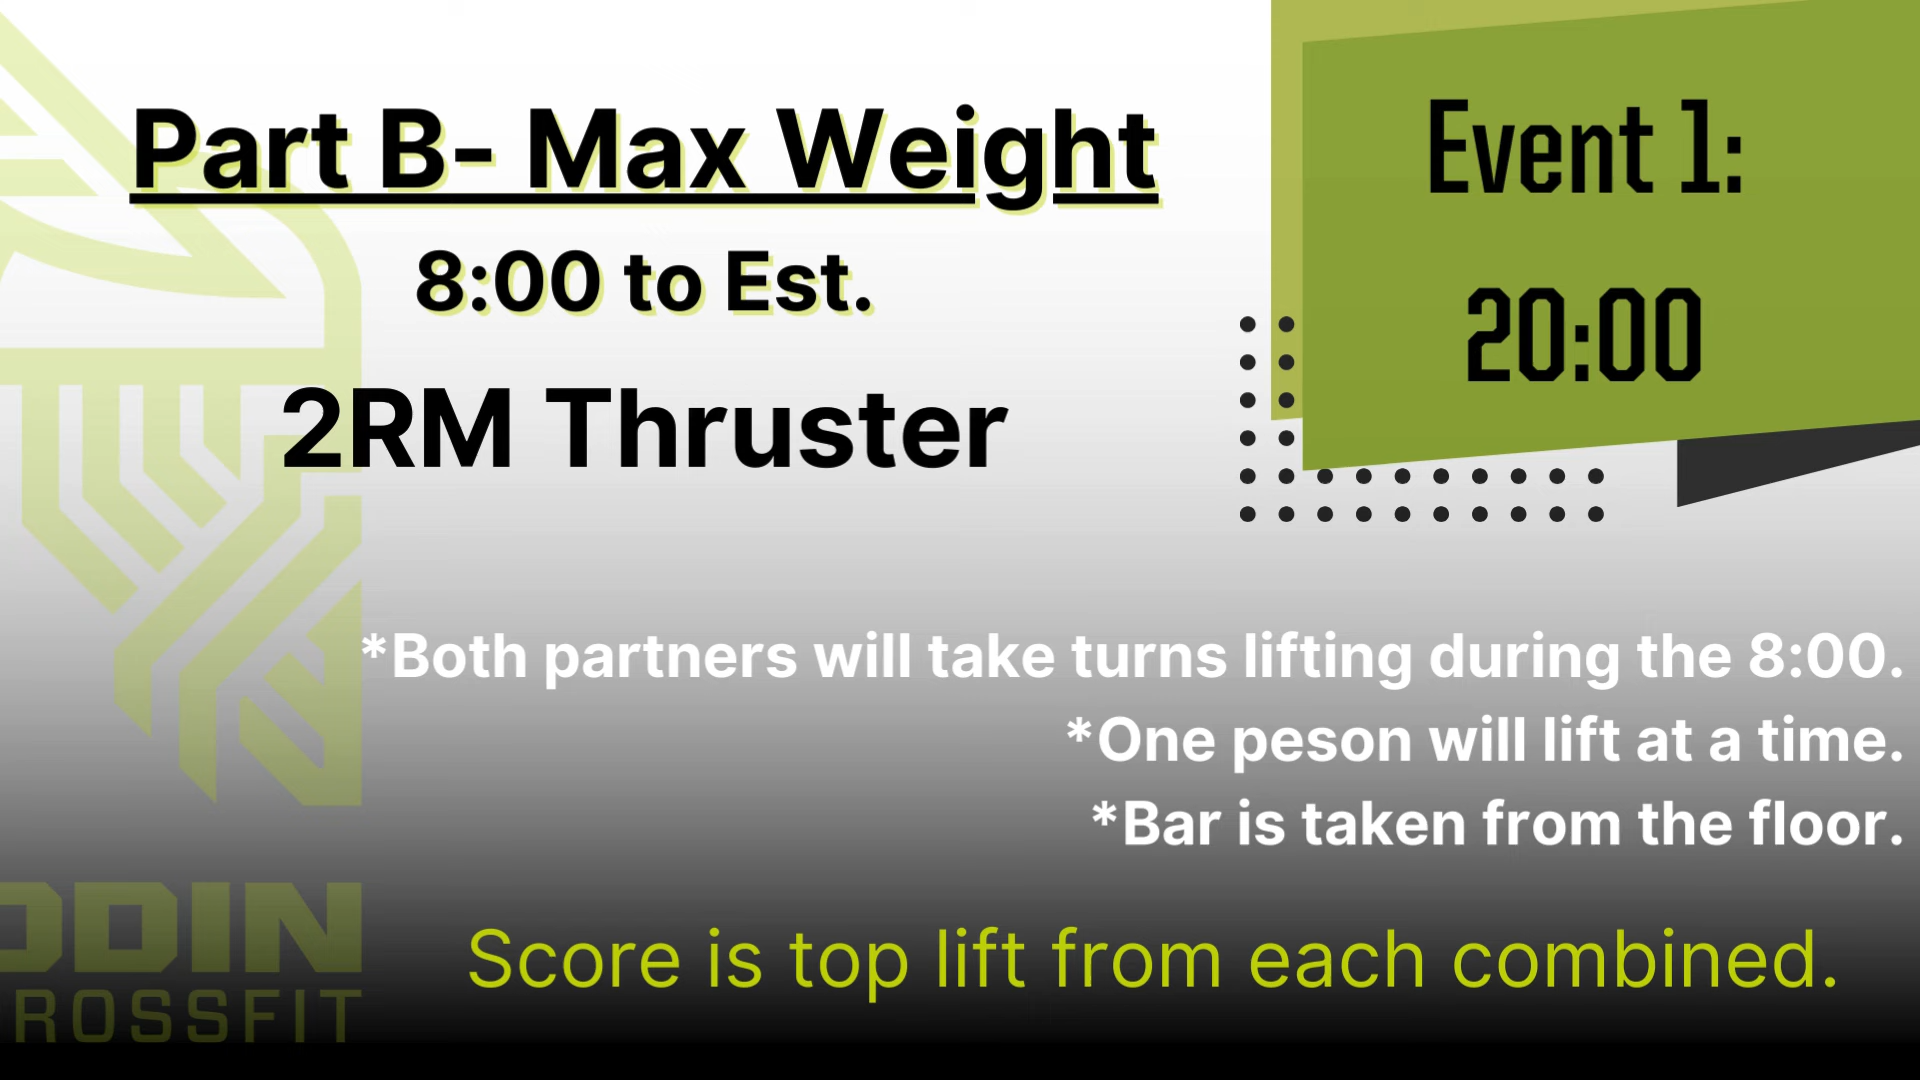 Part B- Max Weight
8:00 to Est.
2RM Thruster
Event 1:
20:00
*Both partners will take turns lifting during the 8:00.
*One peson will lift at a time.
*Bar is taken from the floor.
Score is top lift from each combined.
ODIN
ROSSFIT